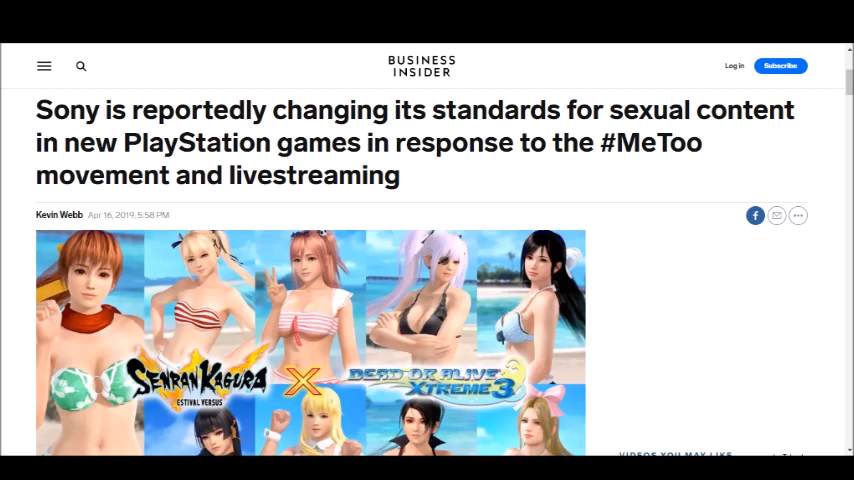 BUSINESS
INSIDER
Log in
Subscribe
Sony is reportedly changing its standards for sexual content
in new PlayStation games in response to the #MeToo
movement and livestreaming
Kevin Webb Apr 16, 2019, 5:58 PM
SENRAN KAGURA
ESTIVAL VERSUS
X
DEAD OR ALIVE
XTREME 3
VIDEOS YOU MAY LIKE